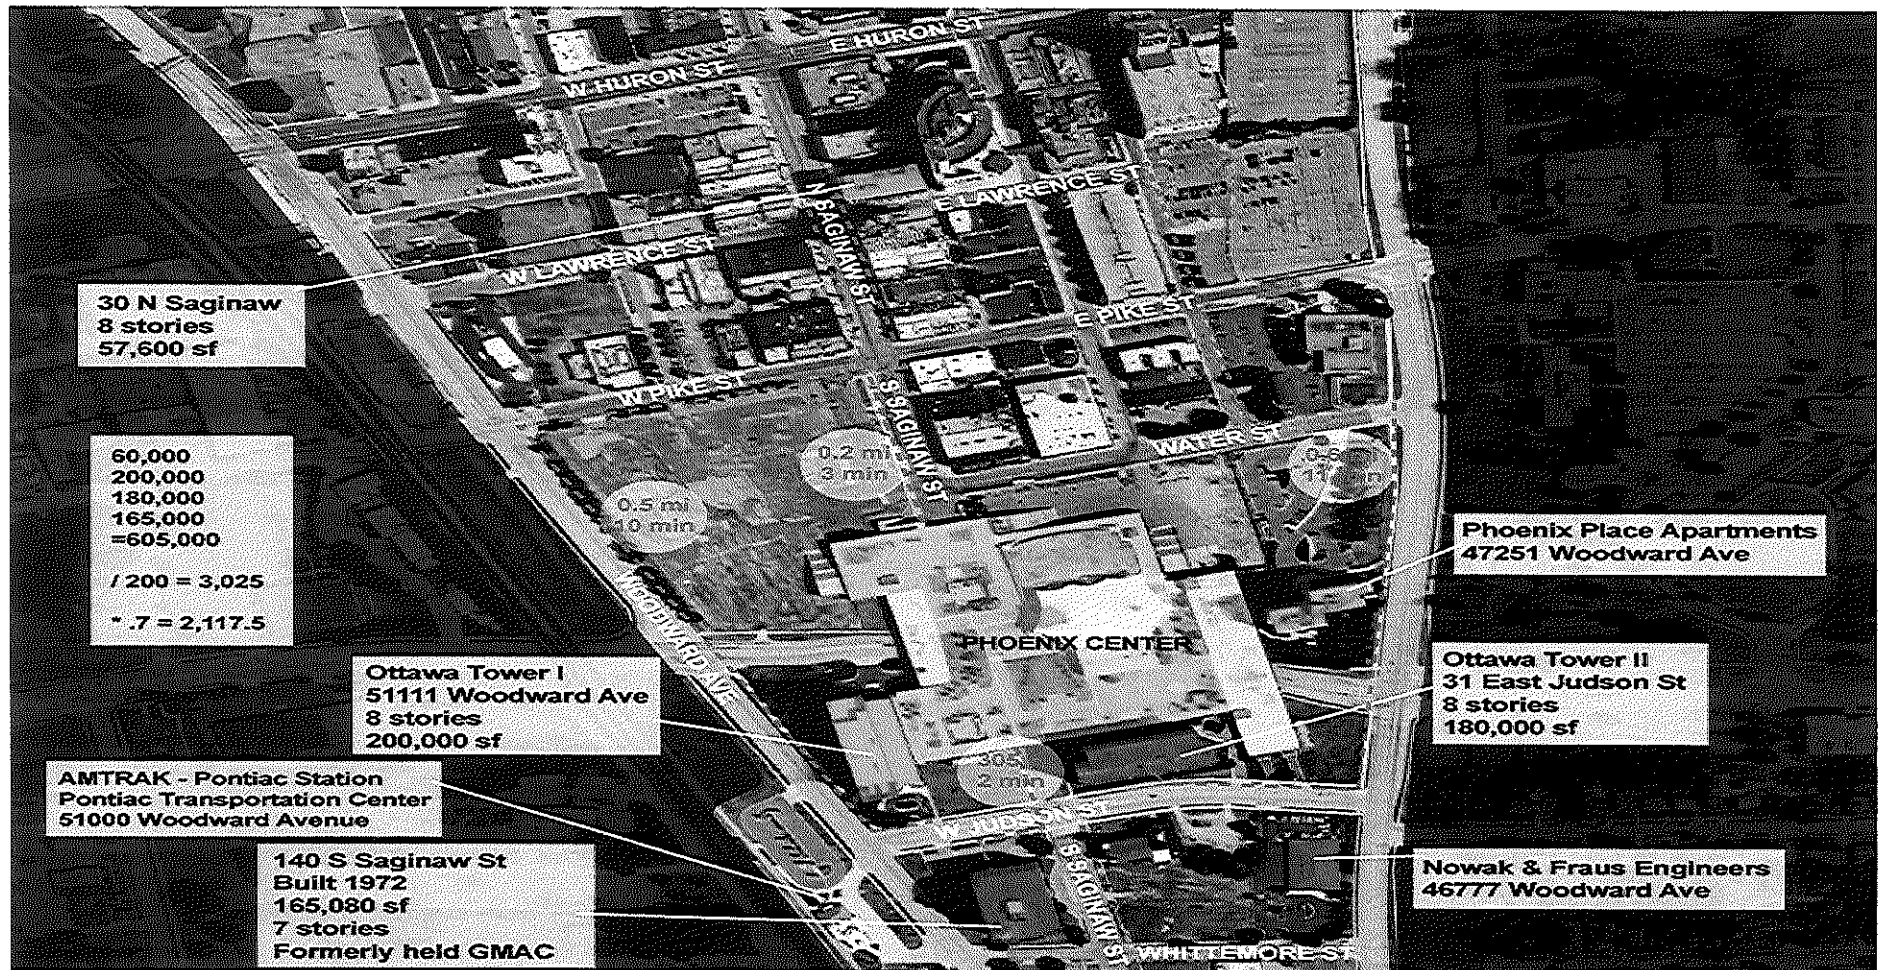 E HURON ST
W HURON ST
E LAWRENCE ST
N SAGINAW ST
W LAWRENCE ST
30 N Saginaw
8 stories
57,600 sf
E PIKE ST
W PIKE ST
S SAGINAW ST
WATER ST
60,000
200,000
180,000
165,000
=605,000
/ 200 = 3,025
* .7 = 2,117.5
0.2 mi
3 min
0.5 mi
10 min
Phoenix Place Apartments
47251 Woodward Ave
WOODWARD AVE
PHOENIX CENTER
Ottawa Tower I
51111 Woodward Ave
8 stories
200,000 sf
Ottawa Tower II
31 East Judson St
8 stories
180,000 sf
305
2 min
AMTRAK - Pontiac Station
Pontiac Transportation Center
51000 Woodward Avenue
W JUDSON ST
140 S Saginaw St
Built 1972
165,080 sf
7 stories
Formerly held GMAC
S SAGINAW ST
Nowak & Fraus Engineers
46777 Woodward Ave
WHITTEMORE ST